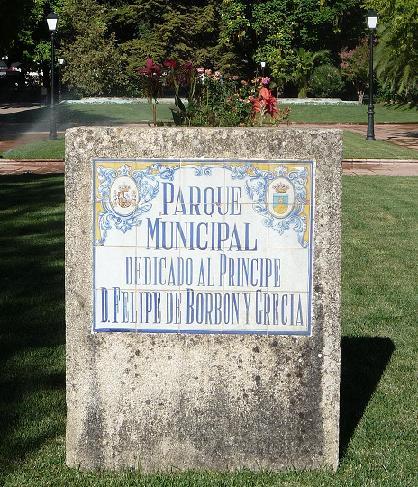 PARQUE
MUNICIPAL
DEDICADO AL PRINCIPE
D. FELIPE DE BORBON Y GRECIA